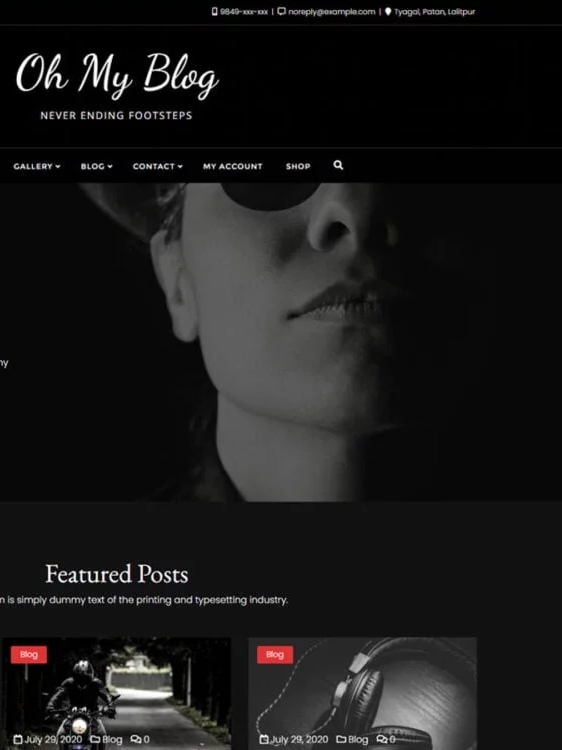 9849-xxx-xxx | noreply@example.com | Tyagal, Patan, Lalitpur
Oh My Blog
NEVER ENDING FOOTSTEPS
GALLERY BLOG CONTACT MY ACCOUNT SHOP
Featured Posts
is simply dummy text of the printing and typesetting industry.
Blog Blog
July 29, 2020 Blog 0 July 29, 2020 Blog 0